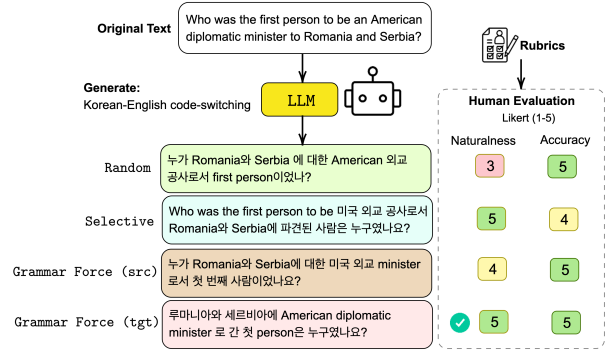 Original Text
Who was the first person to be an American
diplomatic minister to Romania and Serbia?
Rubrics
Generate:
Korean-English code-switching
LLM
Human Evaluation
Likert (1-5)
Naturalness Accuracy
Random
누가 Romania와 Serbia 에 대한 American 외교
공사로서 first person이었나?
3 5
Selective
Who was the first person to be 미국 외교 공사로서
Romania와 Serbia에 파견된 사람은 누구였나요?
5 4
Grammar Force (src)
누가 Romania와 Serbia에 대한 미국 외교 minister
로서 첫 번째 사람이었나요?
4 5
Grammar Force (tgt)
루마니아와 세르비아에 American diplomatic
minister 로 간 첫 person은 누구였나요?
5 5